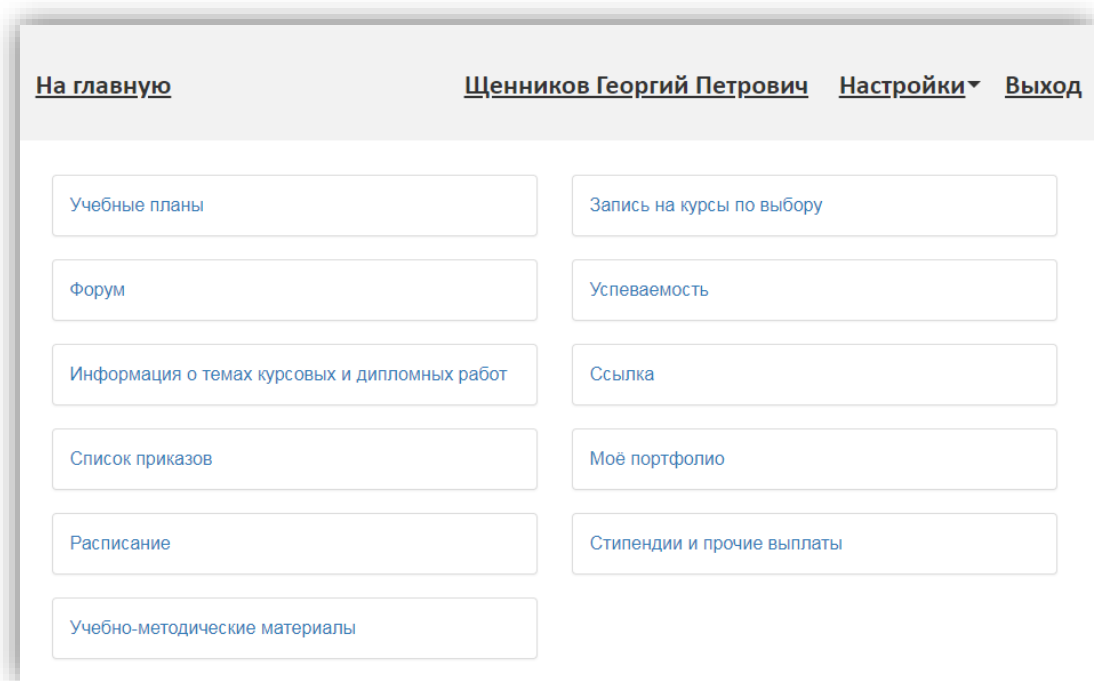 На главную Щенников Георгий Петрович Настройки Выход
Учебные планы Запись на курсы по выбору
Форум Успеваемость
Информация о темах курсовых и дипломных работ Ссылка
Список приказов Моё портфолио
Расписание Стипендии и прочие выплаты
Учебно-методические материалы